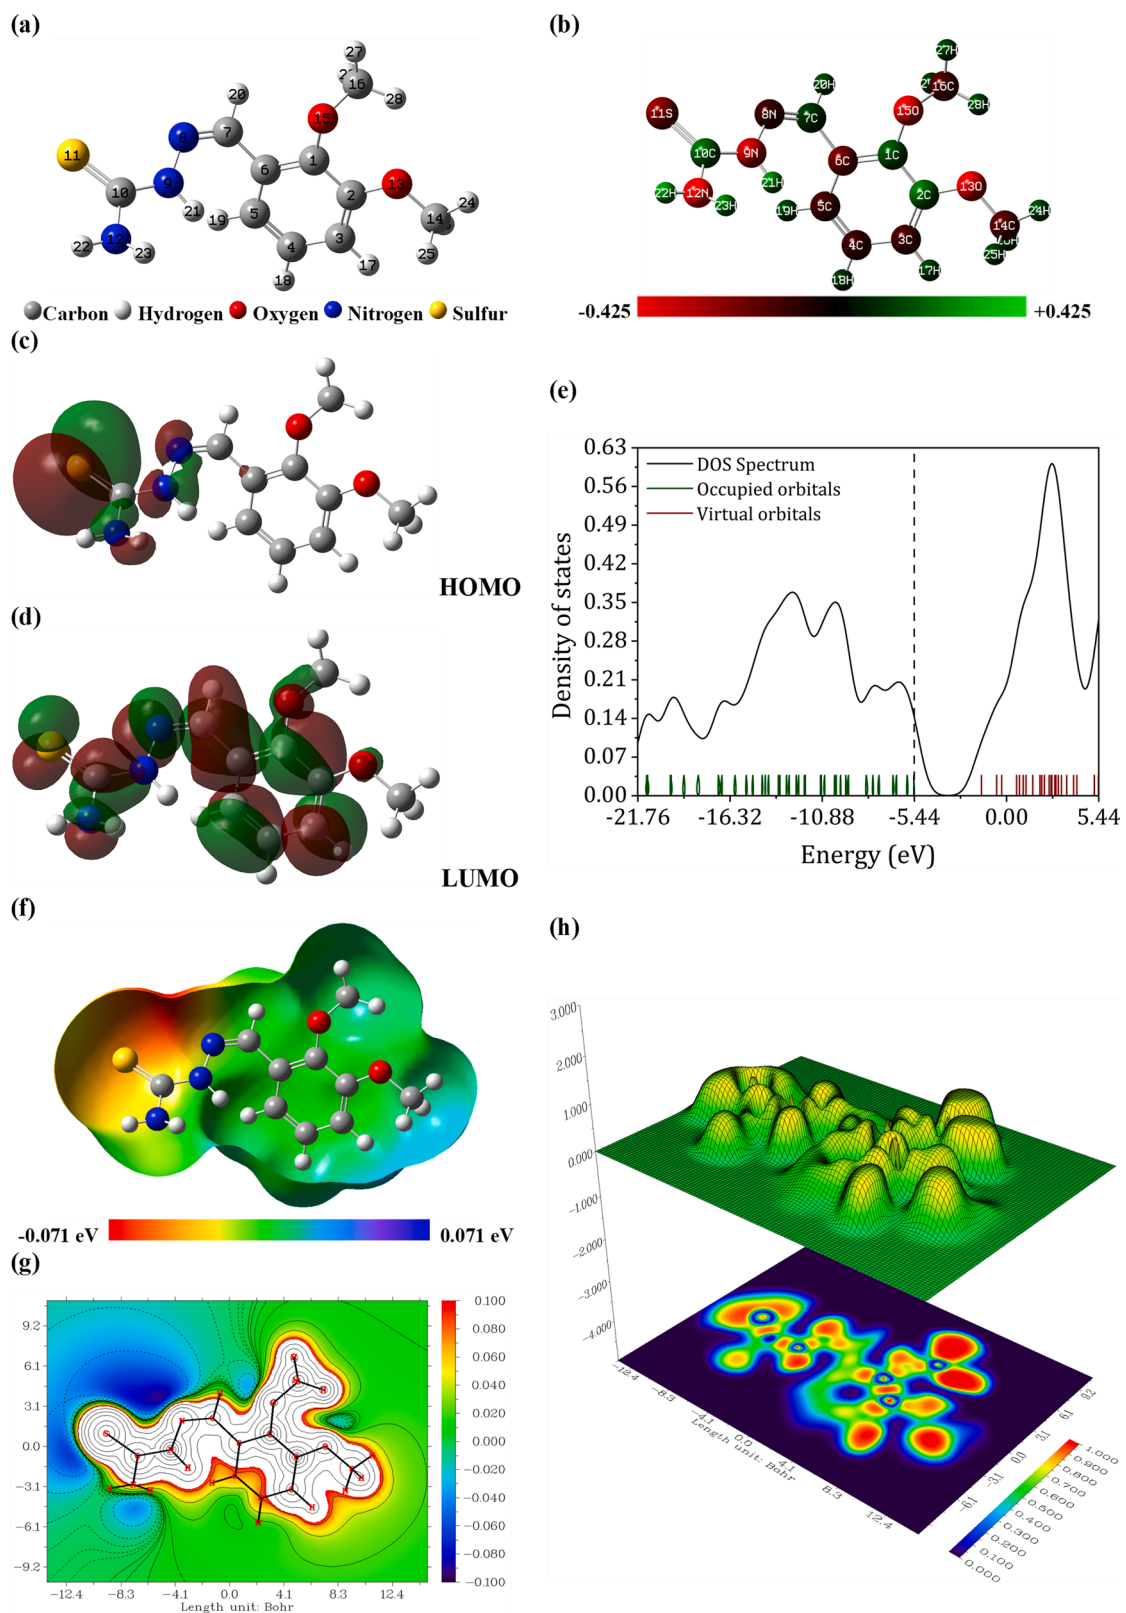 (a)
27
2
16
28
20
15
7
8
1
11
6
9
10
2
13
21
5
24
19
14
12
22
23
4
3
25
17
18
Carbon Hydrogen Oxygen Nitrogen Sulfur
(b)
27H
20H
2
16C
28H
11S
8N
7C
15O
10C
9N
6C
1C
21H
22H
12N
23H
2C
13O
19H
5C
24H
14C
4C
3C
25H
18H
17H
-0.425 +0.425
(c)
HOMO
(d)
LUMO
(e)
0.63
0.56
0.49
0.42
0.35
0.28
0.21
0.14
0.07
0.00
Density of states
DOS Spectrum
Occupied orbitals
Virtual orbitals
-21.76 -16.32 -10.88 -5.44 0.00 5.44
Energy (eV)
(f)
-0.071 eV 0.071 eV
(g)
9.2
6.1
3.1
0.0
-3.1
-6.1
-9.2
-12.4 -8.3 -4.1 0.0 4.1 8.3 12.4
Length unit: Bohr
0.100
0.080
0.060
0.040
0.020
0.000
-0.020
-0.040
-0.060
-0.080
-0.100
(h)
3.000
2.000
1.000
0.000
-1.000
-2.000
-3.000
-4.000
-12.4 -8.3 -4.1 0.0 4.1 8.3 12.4
Length unit: Bohr
-6.1 -3.1 0.0 3.1 6.1 9.2
1.000
0.900
0.800
0.700
0.600
0.500
0.400
0.300
0.200
0.100
0.000